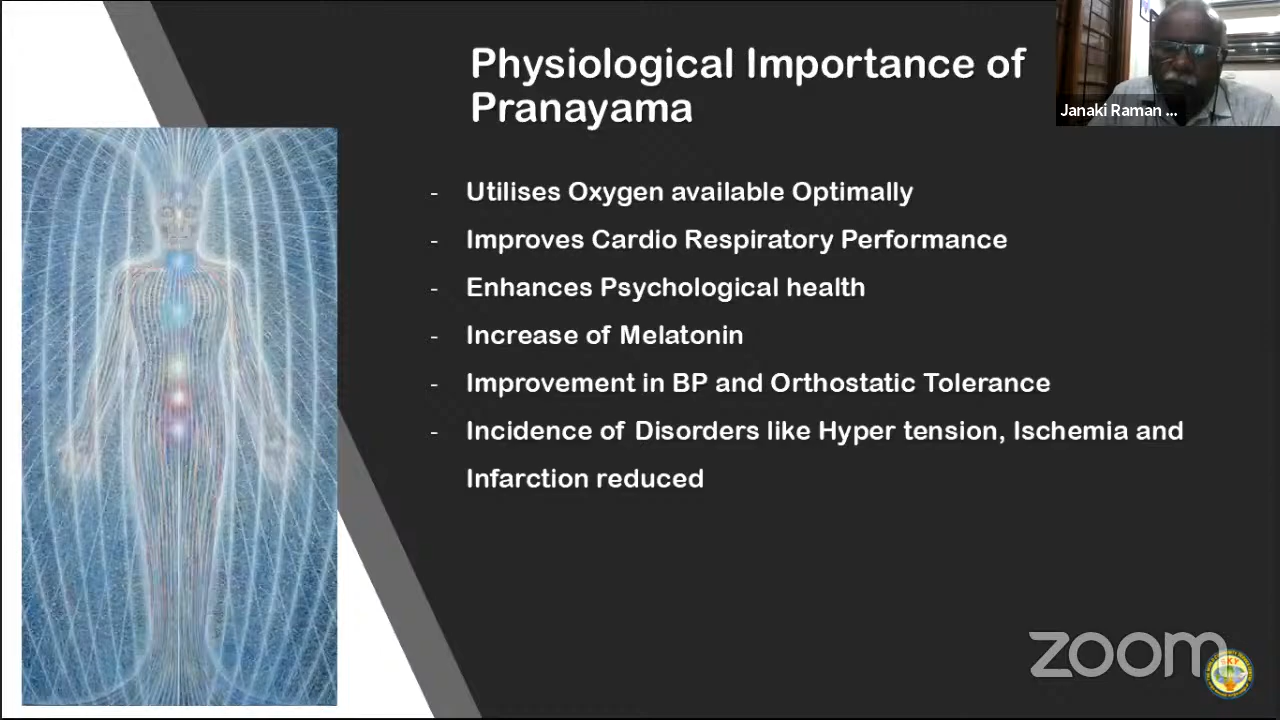 Physiological Importance of
Pranayama
Janaki Raman ...
- Utilises Oxygen available Optimally
- Improves Cardio Respiratory Performance
- Enhances Psychological health
- Increase of Melatonin
- Improvement in BP and Orthostatic Tolerance
- Incidence of Disorders like Hyper tension, Ischemia and
Infarction reduced
zoom
SKY